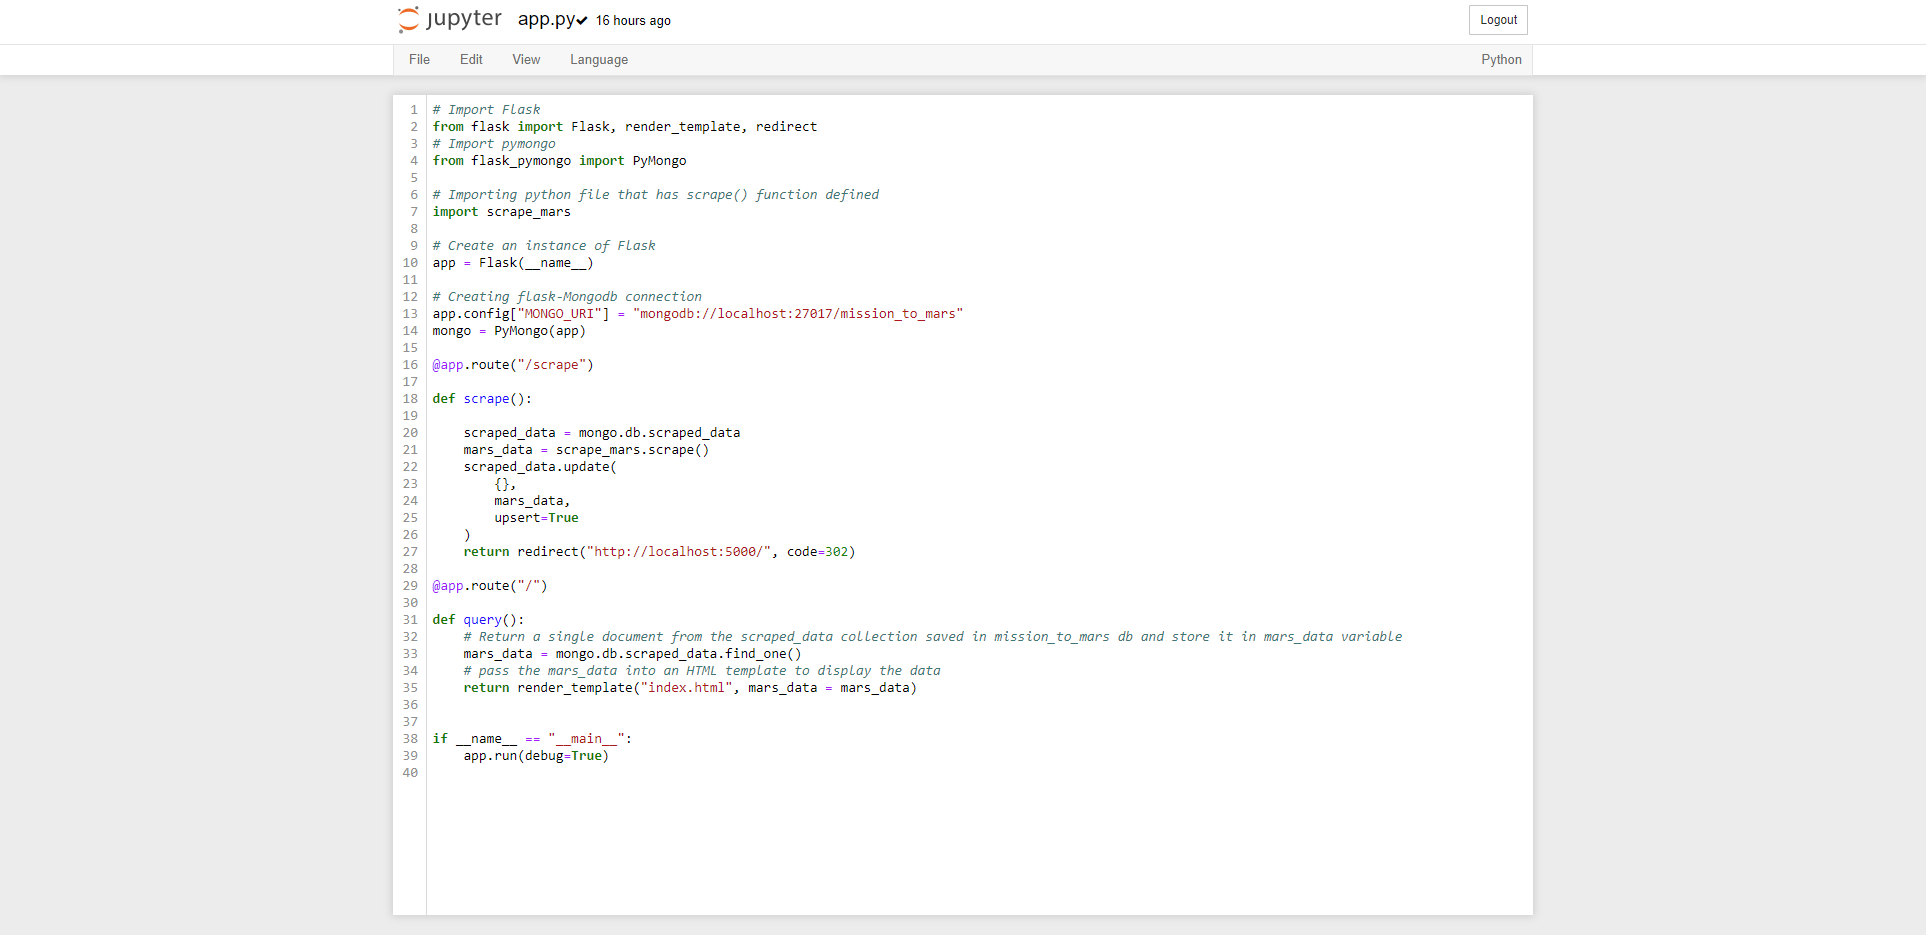 jupyter app.py✔ 16 hours ago Logout
File Edit View Language Python
1 # Import Flask
2 from flask import Flask, render_template, redirect
3 # Import pymongo
4 from flask_pymongo import PyMongo
5
6 # Importing python file that has scrape() function defined
7 import scrape_mars
8
9 # Create an instance of Flask
10 app = Flask(__name__)
11
12 # Creating flask-Mongodb connection
13 app.config["MONGO_URI"] = "mongodb://localhost:27017/mission_to_mars"
14 mongo = PyMongo(app)
15
16 @app.route("/scrape")
17
18 def scrape():
19
20     scraped_data = mongo.db.scraped_data
21     mars_data = scrape_mars.scrape()
22     scraped_data.update(
23         {},
24         mars_data,
25         upsert=True
26     )
27     return redirect("http://localhost:5000/", code=302)
28
29 @app.route("/")
30
31 def query():
32     # Return a single document from the scraped_data collection saved in mission_to_mars db and store it in mars_data variable
33     mars_data = mongo.db.scraped_data.find_one()
34     # pass the mars_data into an HTML template to display the data
35     return render_template("index.html", mars_data = mars_data)
36
37
38 if __name__ == "__main__":
39     app.run(debug=True)
40